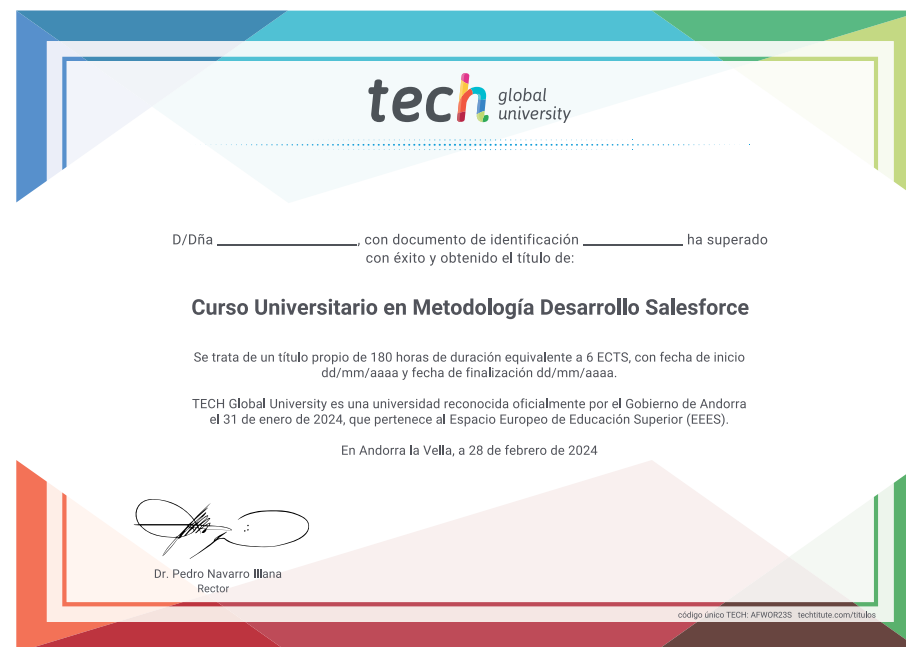 tech global university
D/Dña ____________________, con documento de identificación ______________ ha superado
con éxito y obtenido el título de:
Curso Universitario en Metodología Desarrollo Salesforce
Se trata de un título propio de 180 horas de duración equivalente a 6 ECTS, con fecha de inicio
dd/mm/aaaa y fecha de finalización dd/mm/aaaa.
TECH Global University es una universidad reconocida oficialmente por el Gobierno de Andorra
el 31 de enero de 2024, que pertenece al Espacio Europeo de Educación Superior (EEES).
En Andorra la Vella, a 28 de febrero de 2024
Dr. Pedro Navarro Illana
Rector
código único TECH: AFWOR23S techtitute.com/titulos